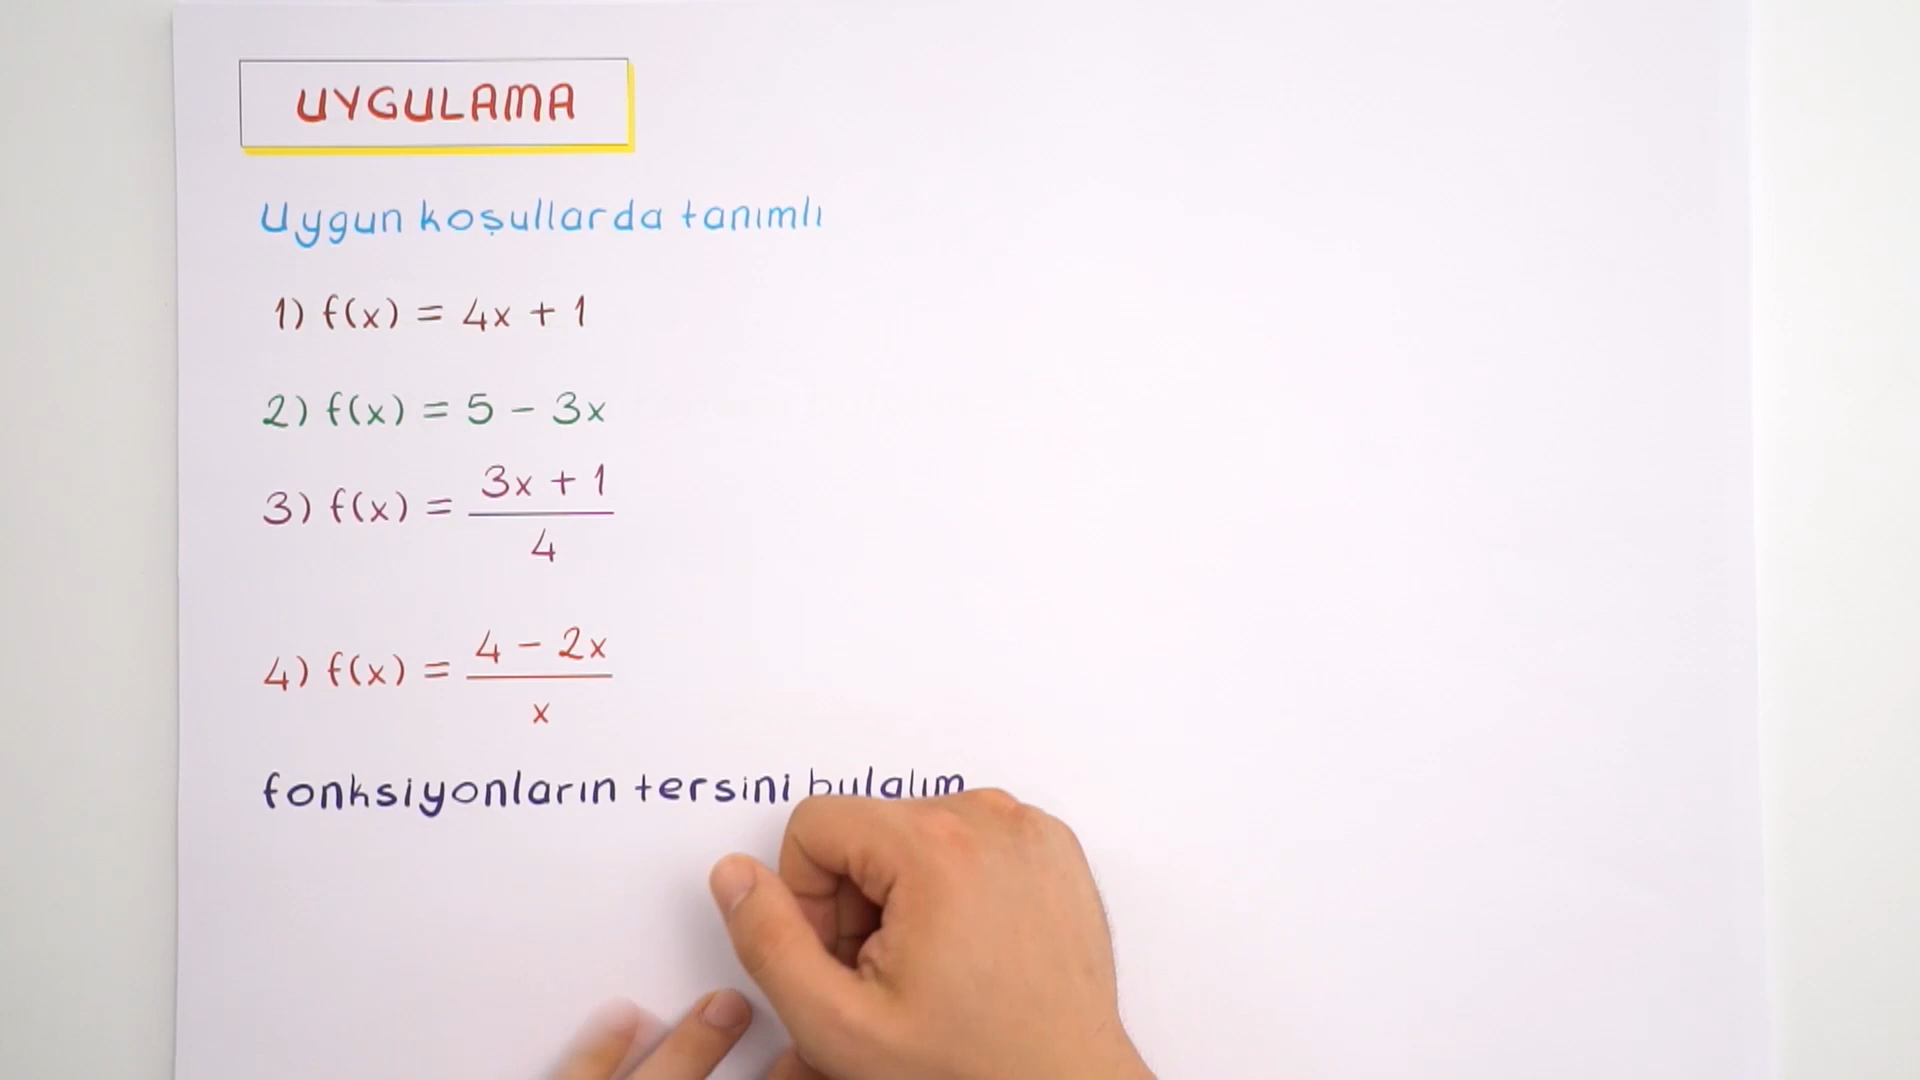 UYGULAMA
Uygun koşullarda tanımlı
1) f(x) = 4x + 1
2) f(x) = 5 - 3x
3) f(x) = (3x + 1) / 4
4) f(x) = (4 - 2x) / x
fonksiyonların tersini bulalım